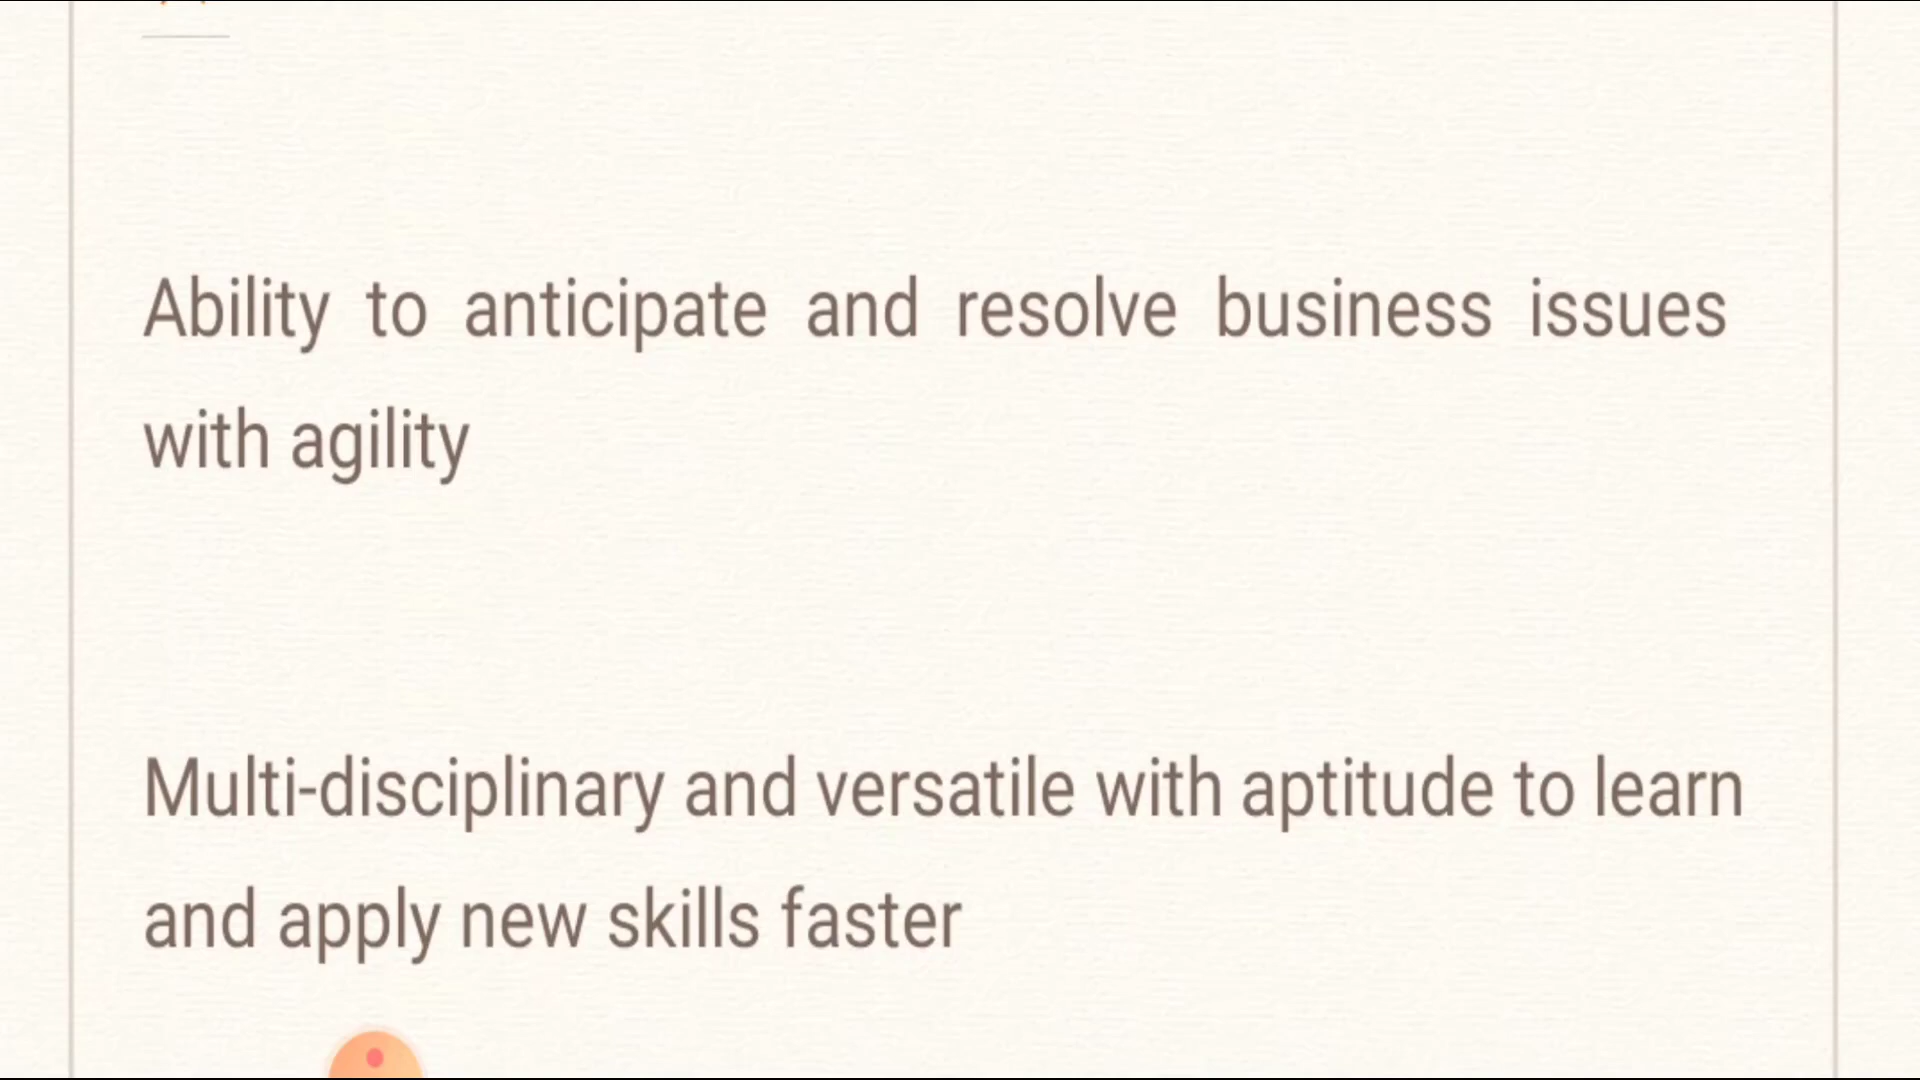 Ability to anticipate and resolve business issues
with agility
Multi-disciplinary and versatile with aptitude to learn
and apply new skills faster